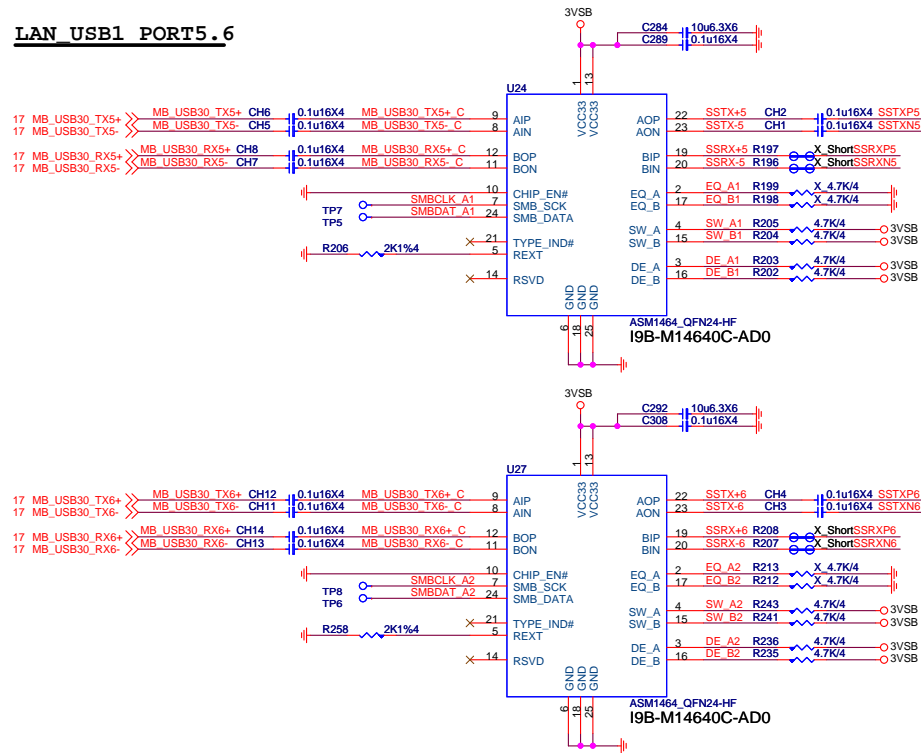 LAN_USB1 PORT5.6
3VSB
C284 10u6.3X6
C289 0.1u16X4
U24
1 13
VCC33 VCC33
17 MB_USB30_TX5+ MB_USB30_TX5+ CH6 0.1u16X4 MB_USB30_TX5+_C 9 AIP AOP 22 SSTX+5 CH2 0.1u16X4 SSTXP5
17 MB_USB30_TX5- MB_USB30_TX5- CH5 0.1u16X4 MB_USB30_TX5-_C 8 AIN AON 23 SSTX-5 CH1 0.1u16X4 SSTXN5
17 MB_USB30_RX5+ MB_USB30_RX5+ CH8 0.1u16X4 MB_USB30_RX5+_C 12 BOP BIP 19 SSRX+5 R197 X_Short SSRXP5
17 MB_USB30_RX5- MB_USB30_RX5- CH7 0.1u16X4 MB_USB30_RX5-_C 11 BON BIN 20 SSRX-5 R196 X_Short SSRXN5
10 CHIP_EN# EQ_A 2 EQ_A1 R199 X_4.7K/4
TP7 SMBCLK_A1 7 SMB_SCK EQ_B 17 EQ_B1 R198 X_4.7K/4
TP5 SMBDAT_A1 24 SMB_DATA
SW_A 4 SW_A1 R205 4.7K/4 3VSB
21 TYPE_IND# SW_B 15 SW_B1 R204 4.7K/4 3VSB
R206 2K1%4 5 REXT
DE_A 3 DE_A1 R203 4.7K/4 3VSB
14 RSVD DE_B 16 DE_B1 R202 4.7K/4 3VSB
GND GND GND
6 18 25
ASM1464_QFN24-HF
I9B-M14640C-AD0
3VSB
C292 10u6.3X6
C308 0.1u16X4
U27
1 13
VCC33 VCC33
17 MB_USB30_TX6+ MB_USB30_TX6+ CH12 0.1u16X4 MB_USB30_TX6+_C 9 AIP AOP 22 SSTX+6 CH4 0.1u16X4 SSTXP6
17 MB_USB30_TX6- MB_USB30_TX6- CH11 0.1u16X4 MB_USB30_TX6-_C 8 AIN AON 23 SSTX-6 CH3 0.1u16X4 SSTXN6
17 MB_USB30_RX6+ MB_USB30_RX6+ CH14 0.1u16X4 MB_USB30_RX6+_C 12 BOP BIP 19 SSRX+6 R208 X_Short SSRXP6
17 MB_USB30_RX6- MB_USB30_RX6- CH13 0.1u16X4 MB_USB30_RX6-_C 11 BON BIN 20 SSRX-6 R207 X_Short SSRXN6
10 CHIP_EN# EQ_A 2 EQ_A2 R213 X_4.7K/4
TP8 SMBCLK_A2 7 SMB_SCK EQ_B 17 EQ_B2 R212 X_4.7K/4
TP6 SMBDAT_A2 24 SMB_DATA
SW_A 4 SW_A2 R243 4.7K/4 3VSB
21 TYPE_IND# SW_B 15 SW_B2 R241 4.7K/4 3VSB
R258 2K1%4 5 REXT
DE_A 3 DE_A2 R236 4.7K/4 3VSB
14 RSVD DE_B 16 DE_B2 R235 4.7K/4 3VSB
GND GND GND
6 18 25
ASM1464_QFN24-HF
I9B-M14640C-AD0